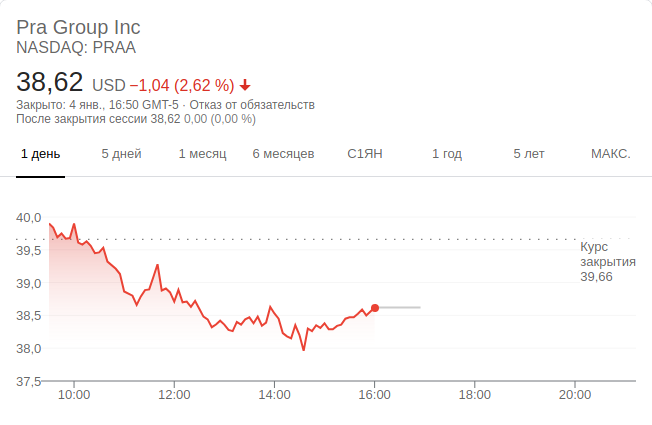 Pra Group Inc
NASDAQ: PRAA
38,62 USD −1,04 (2,62 %)
Закрыто: 4 янв., 16:50 GMT-5 · Отказ от обязательств
После закрытия сессии 38,62 0,00 (0,00 %)
1 день 5 дней 1 месяц 6 месяцев С1ЯН 1 год 5 лет МАКС.
40,0
39,5
39,0
38,5
38,0
37,5
Курс
закрытия
39,66
10:00 12:00 14:00 16:00 18:00 20:00